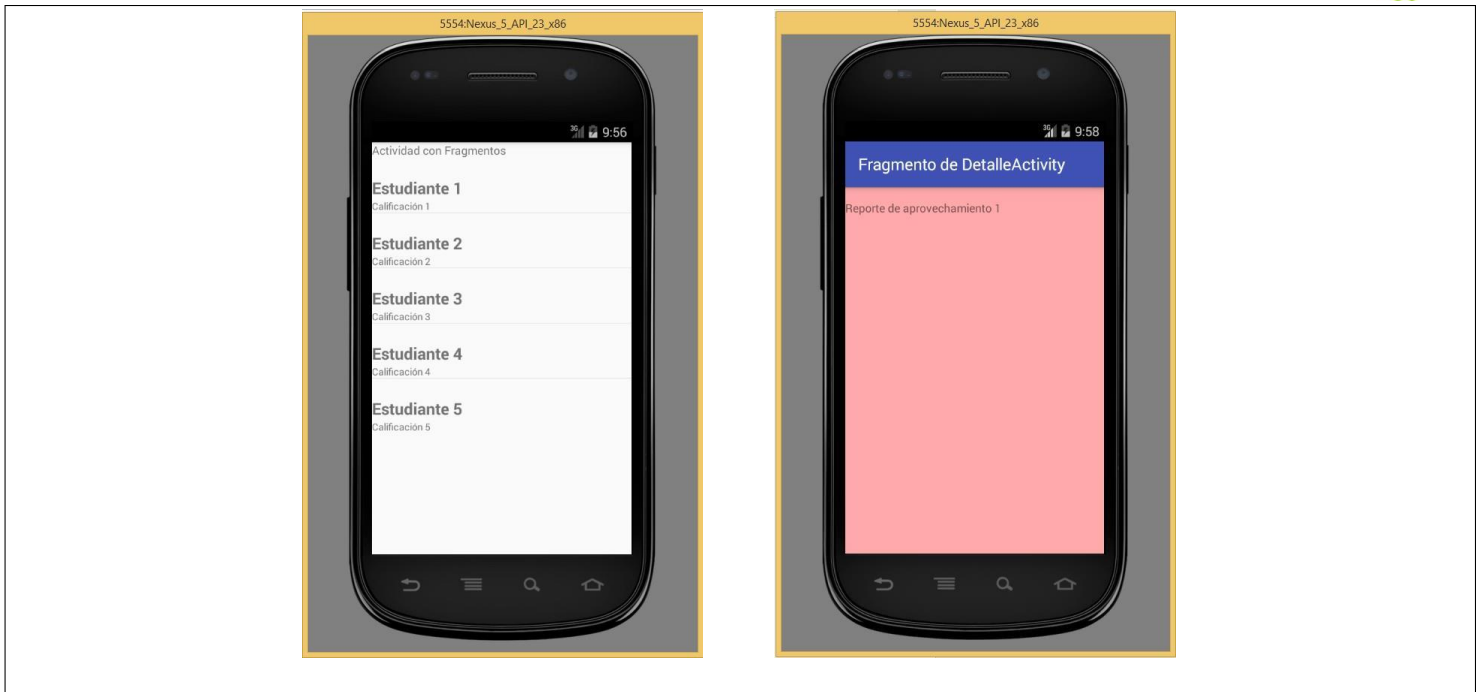 5554:Nexus_5_API_23_x86
3G 9:56
Actividad con Fragmentos
Estudiante 1
Calificación 1
Estudiante 2
Calificación 2
Estudiante 3
Calificación 3
Estudiante 4
Calificación 4
Estudiante 5
Calificación 5
5554:Nexus_5_API_23_x86
3G 9:58
Fragmento de DetalleActivity
Reporte de aprovechamiento 1